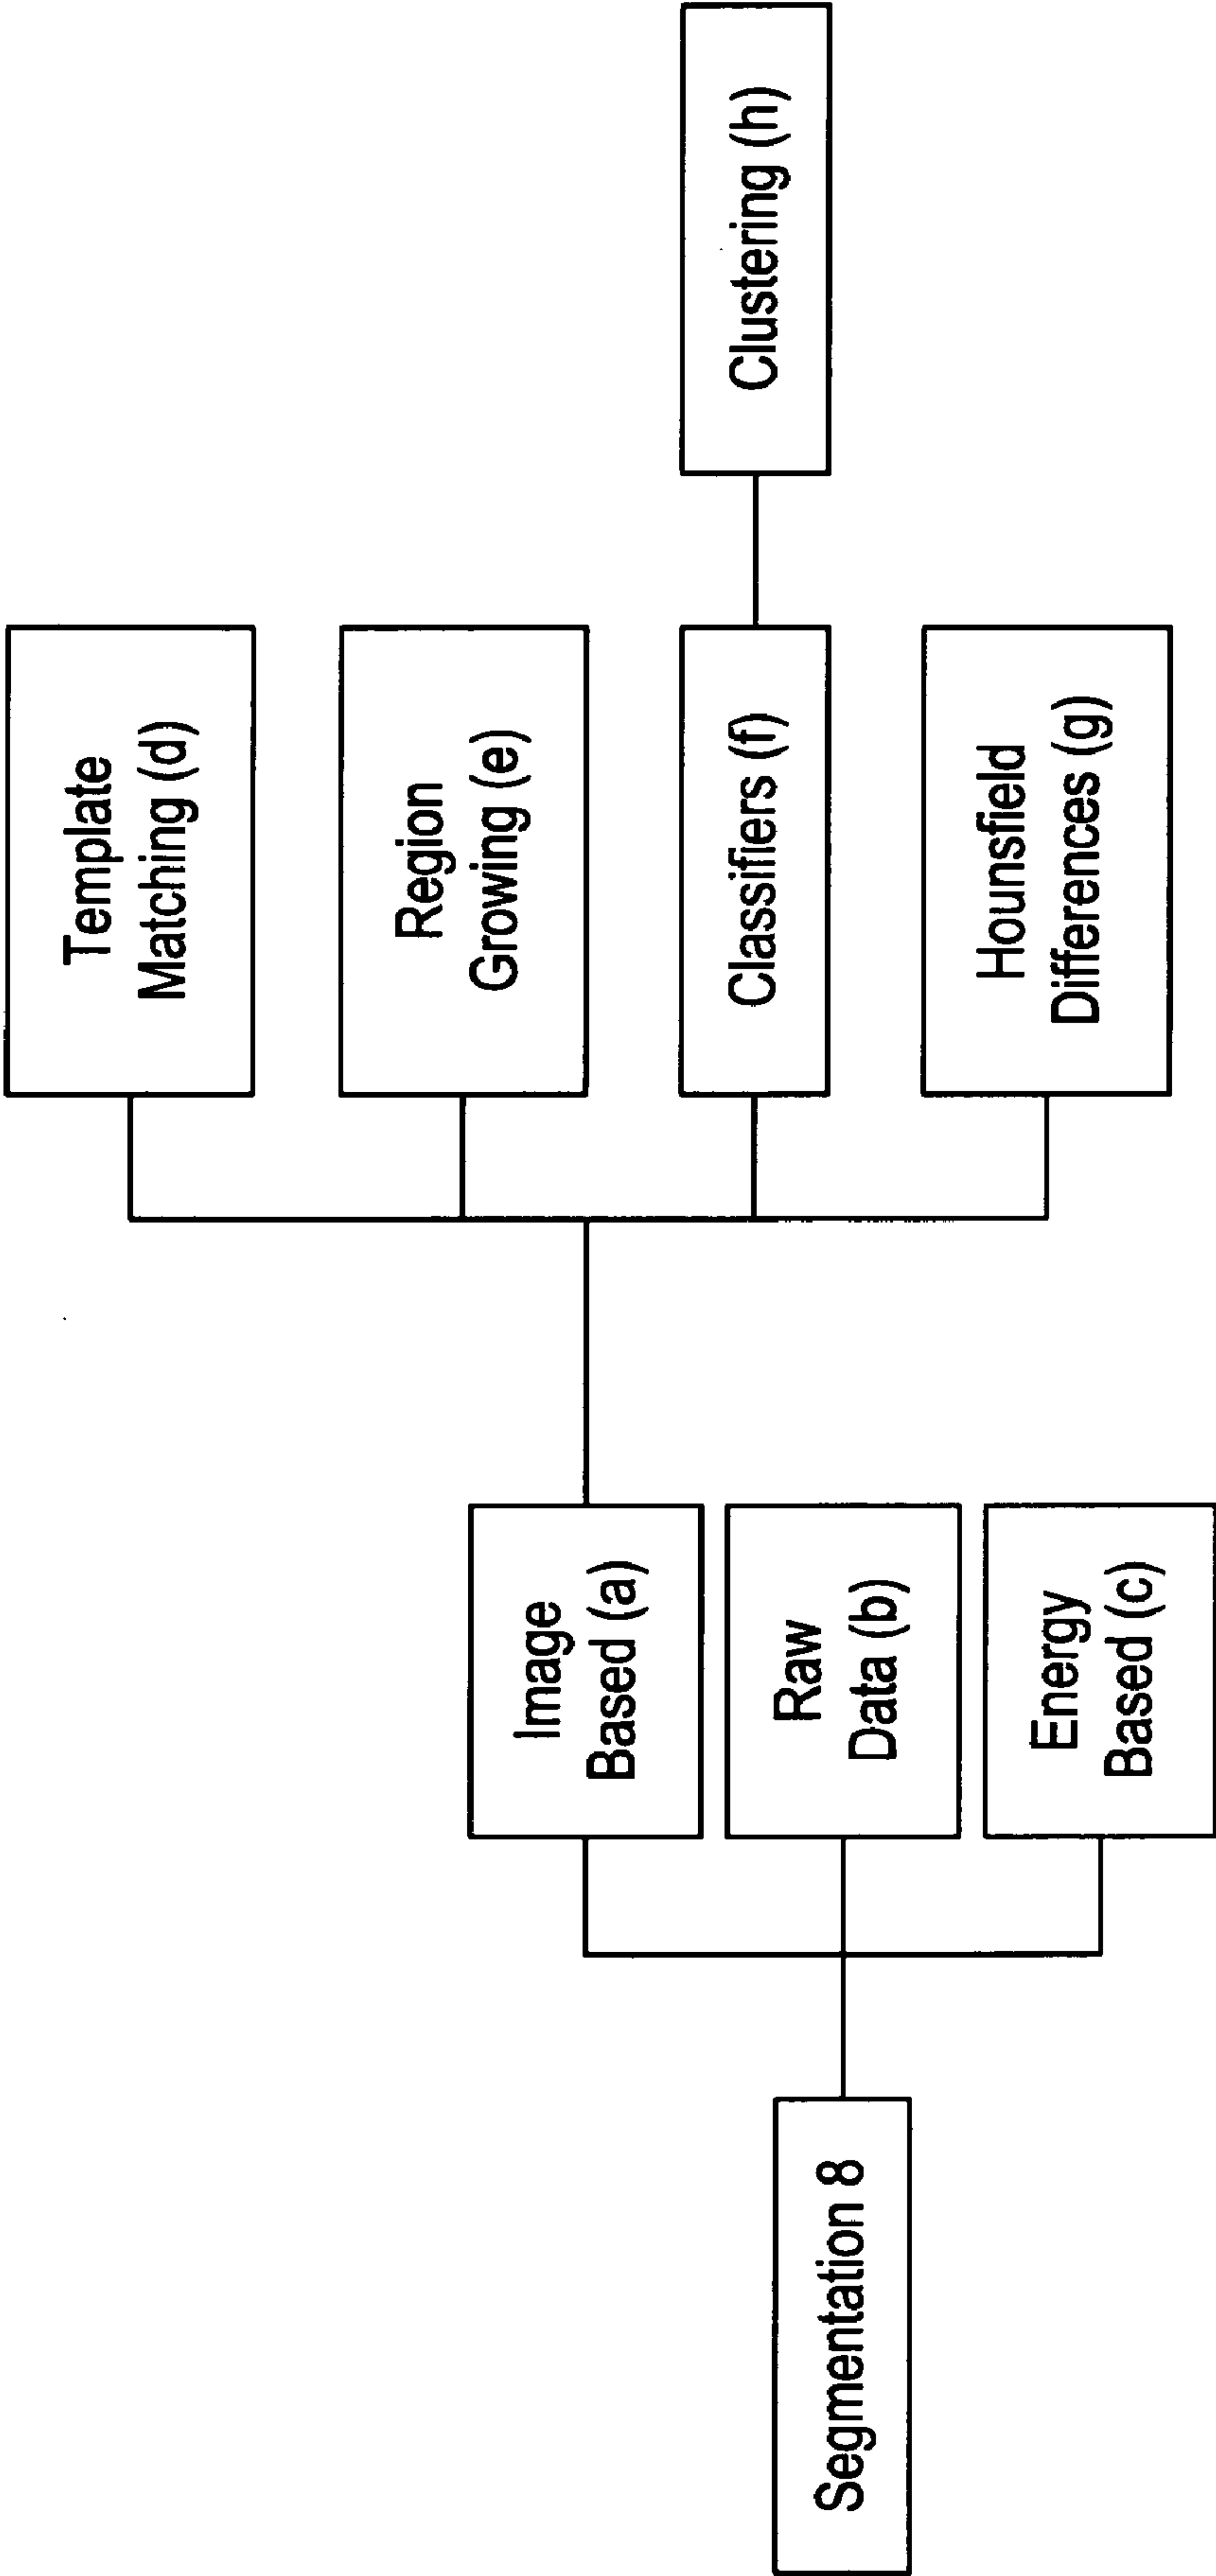 Segmentation 8
Image
Based (a)
Raw
Data (b)
Energy
Based (c)
Template
Matching (d)
Region
Growing (e)
Classifiers (f)
Hounsfield
Differences (g)
Clustering (h)